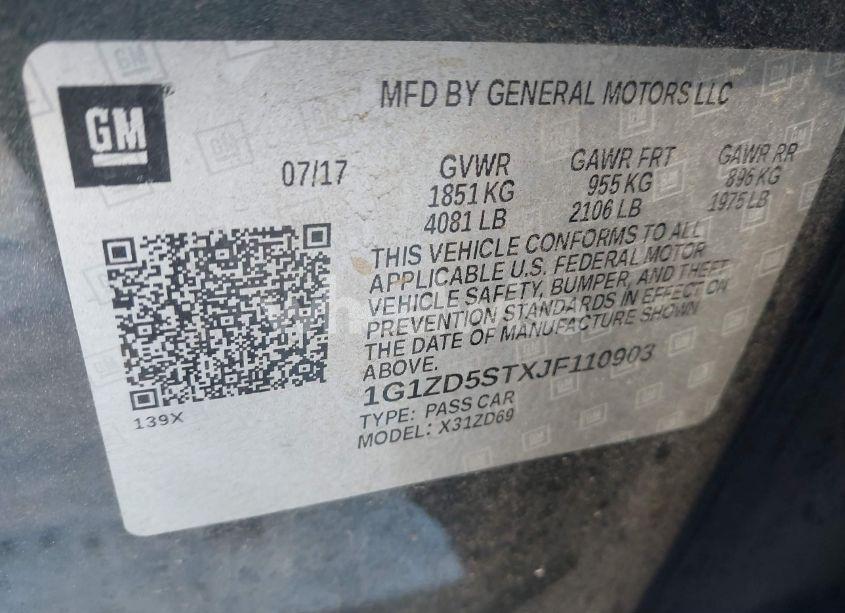 GM
MFD BY GENERAL MOTORS LLC
07/17
GVWR
1851 KG
4081 LB
GAWR FRT
955 KG
2106 LB
GAWR RR
896 KG
1975 LB
THIS VEHICLE CONFORMS TO ALL
APPLICABLE U.S. FEDERAL MOTOR
VEHICLE SAFETY, BUMPER, AND THEFT
PREVENTION STANDARDS IN EFFECT ON
THE DATE OF MANUFACTURE SHOWN
ABOVE.
1G1ZD5STXJF110903
TYPE: PASS CAR
MODEL: X31ZD69
139X